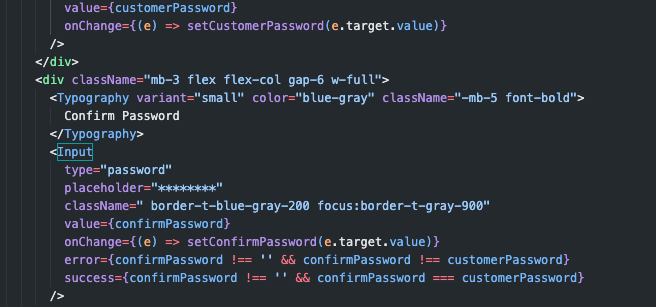 value={customerPassword}
onChange={(e) => setCustomerPassword(e.target.value)}
/>
</div>
<div className="mb-3 flex flex-col gap-6 w-full">
<Typography variant="small" color="blue-gray" className="-mb-5 font-bold">
Confirm Password
</Typography>
<Input
type="password"
placeholder="********"
className=" border-t-blue-gray-200 focus:border-t-gray-900"
value={confirmPassword}
onChange={(e) => setConfirmPassword(e.target.value)}
error={confirmPassword !== '' && confirmPassword !== customerPassword}
success={confirmPassword !== '' && confirmPassword === customerPassword}
/>